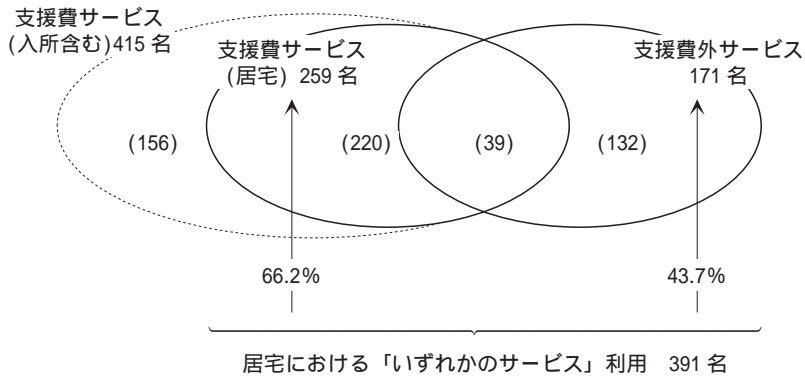 支援費サービス
(入所含む)415 名
支援費サービス
(居宅) 259 名
支援費外サービス
171 名
(156)
(220)
(39)
(132)
66.2%
43.7%
居宅における「いずれかのサービス」利用 391 名